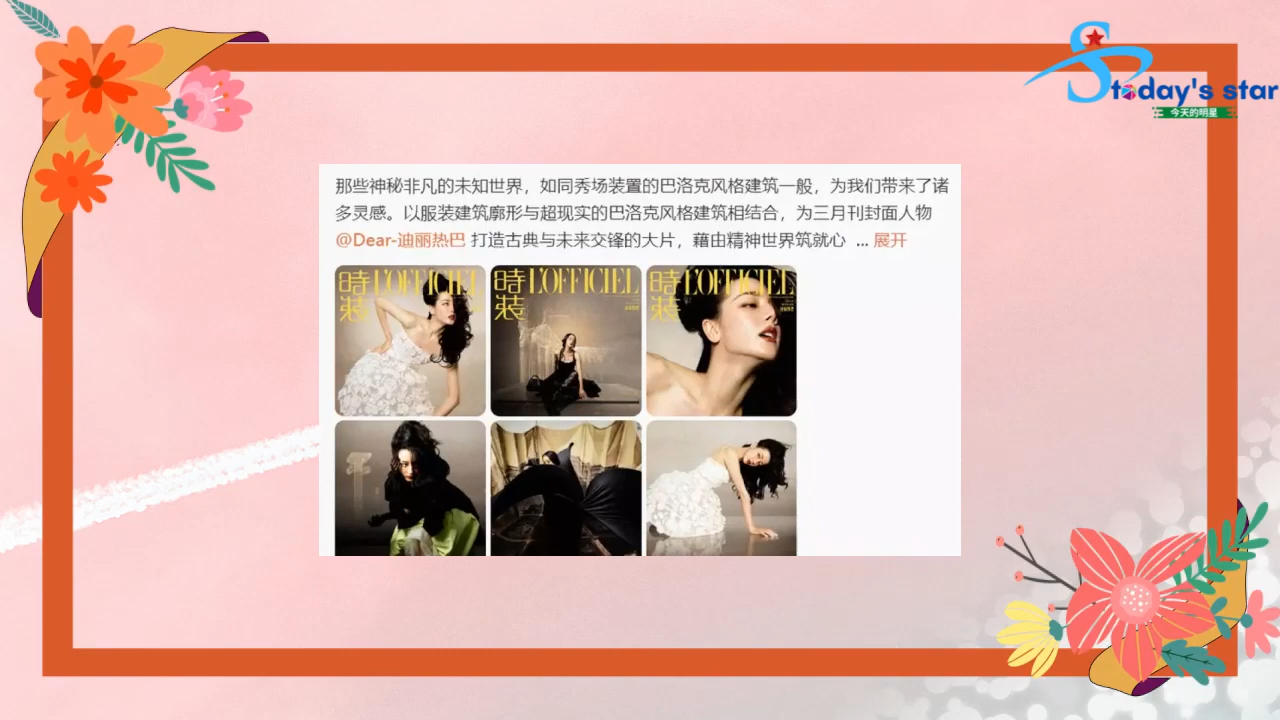 today's star
今天的明星
那些神秘非凡的未知世界，如同秀场装置的巴洛克风格建筑一般，为我们带来了诸
多灵感。以服装建筑廓形与超现实的巴洛克风格建筑相结合，为三月刊封面人物
@Dear-迪丽热巴 打造古典与未来交锋的大片，藉由精神世界筑就心 ... 展开
時裝 L'OFFICIEL
時裝 L'OFFICIEL
時裝 L'OFFICIEL